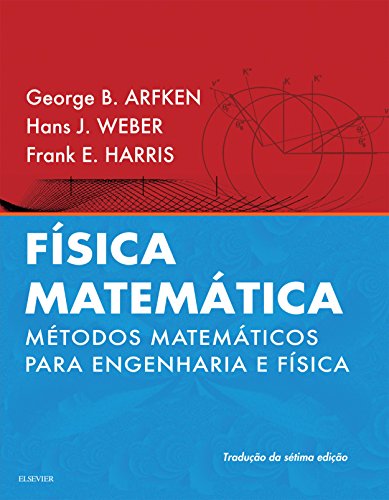 George B. ARFKEN
Hans J. WEBER
Frank E. HARRIS
FÍSICA
MATEMÁTICA
MÉTODOS MATEMÁTICOS
PARA ENGENHARIA E FÍSICA
Tradução da sétima edição
ELSEVIER